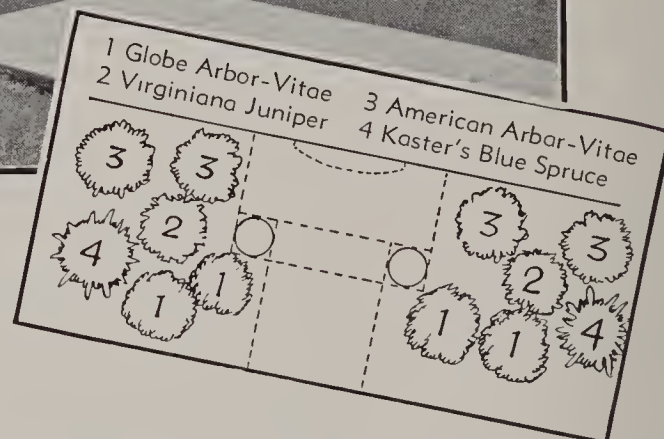 1 Globe Arbor-Vitae
2 Virginiana Juniper
3 American Arbar-Vitae
4 Kaster's Blue Spruce
3 3
2
4
1 1
3 3
2
1 1 4